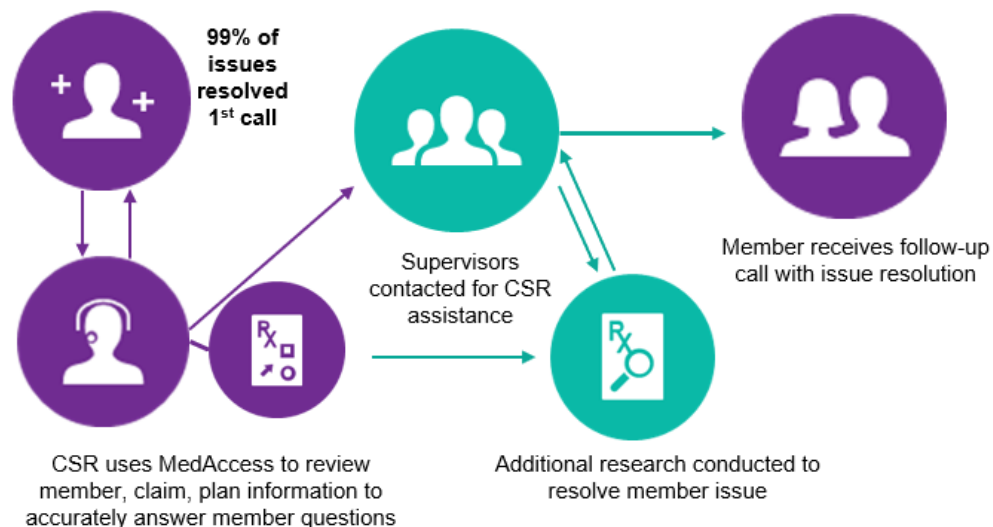 99% of
issues
resolved
1st call
Supervisors
contacted for CSR
assistance
Member receives follow-up
call with issue resolution
Rx
Rx
CSR uses MedAccess to review
member, claim, plan information to
accurately answer member questions
Additional research conducted to
resolve member issue